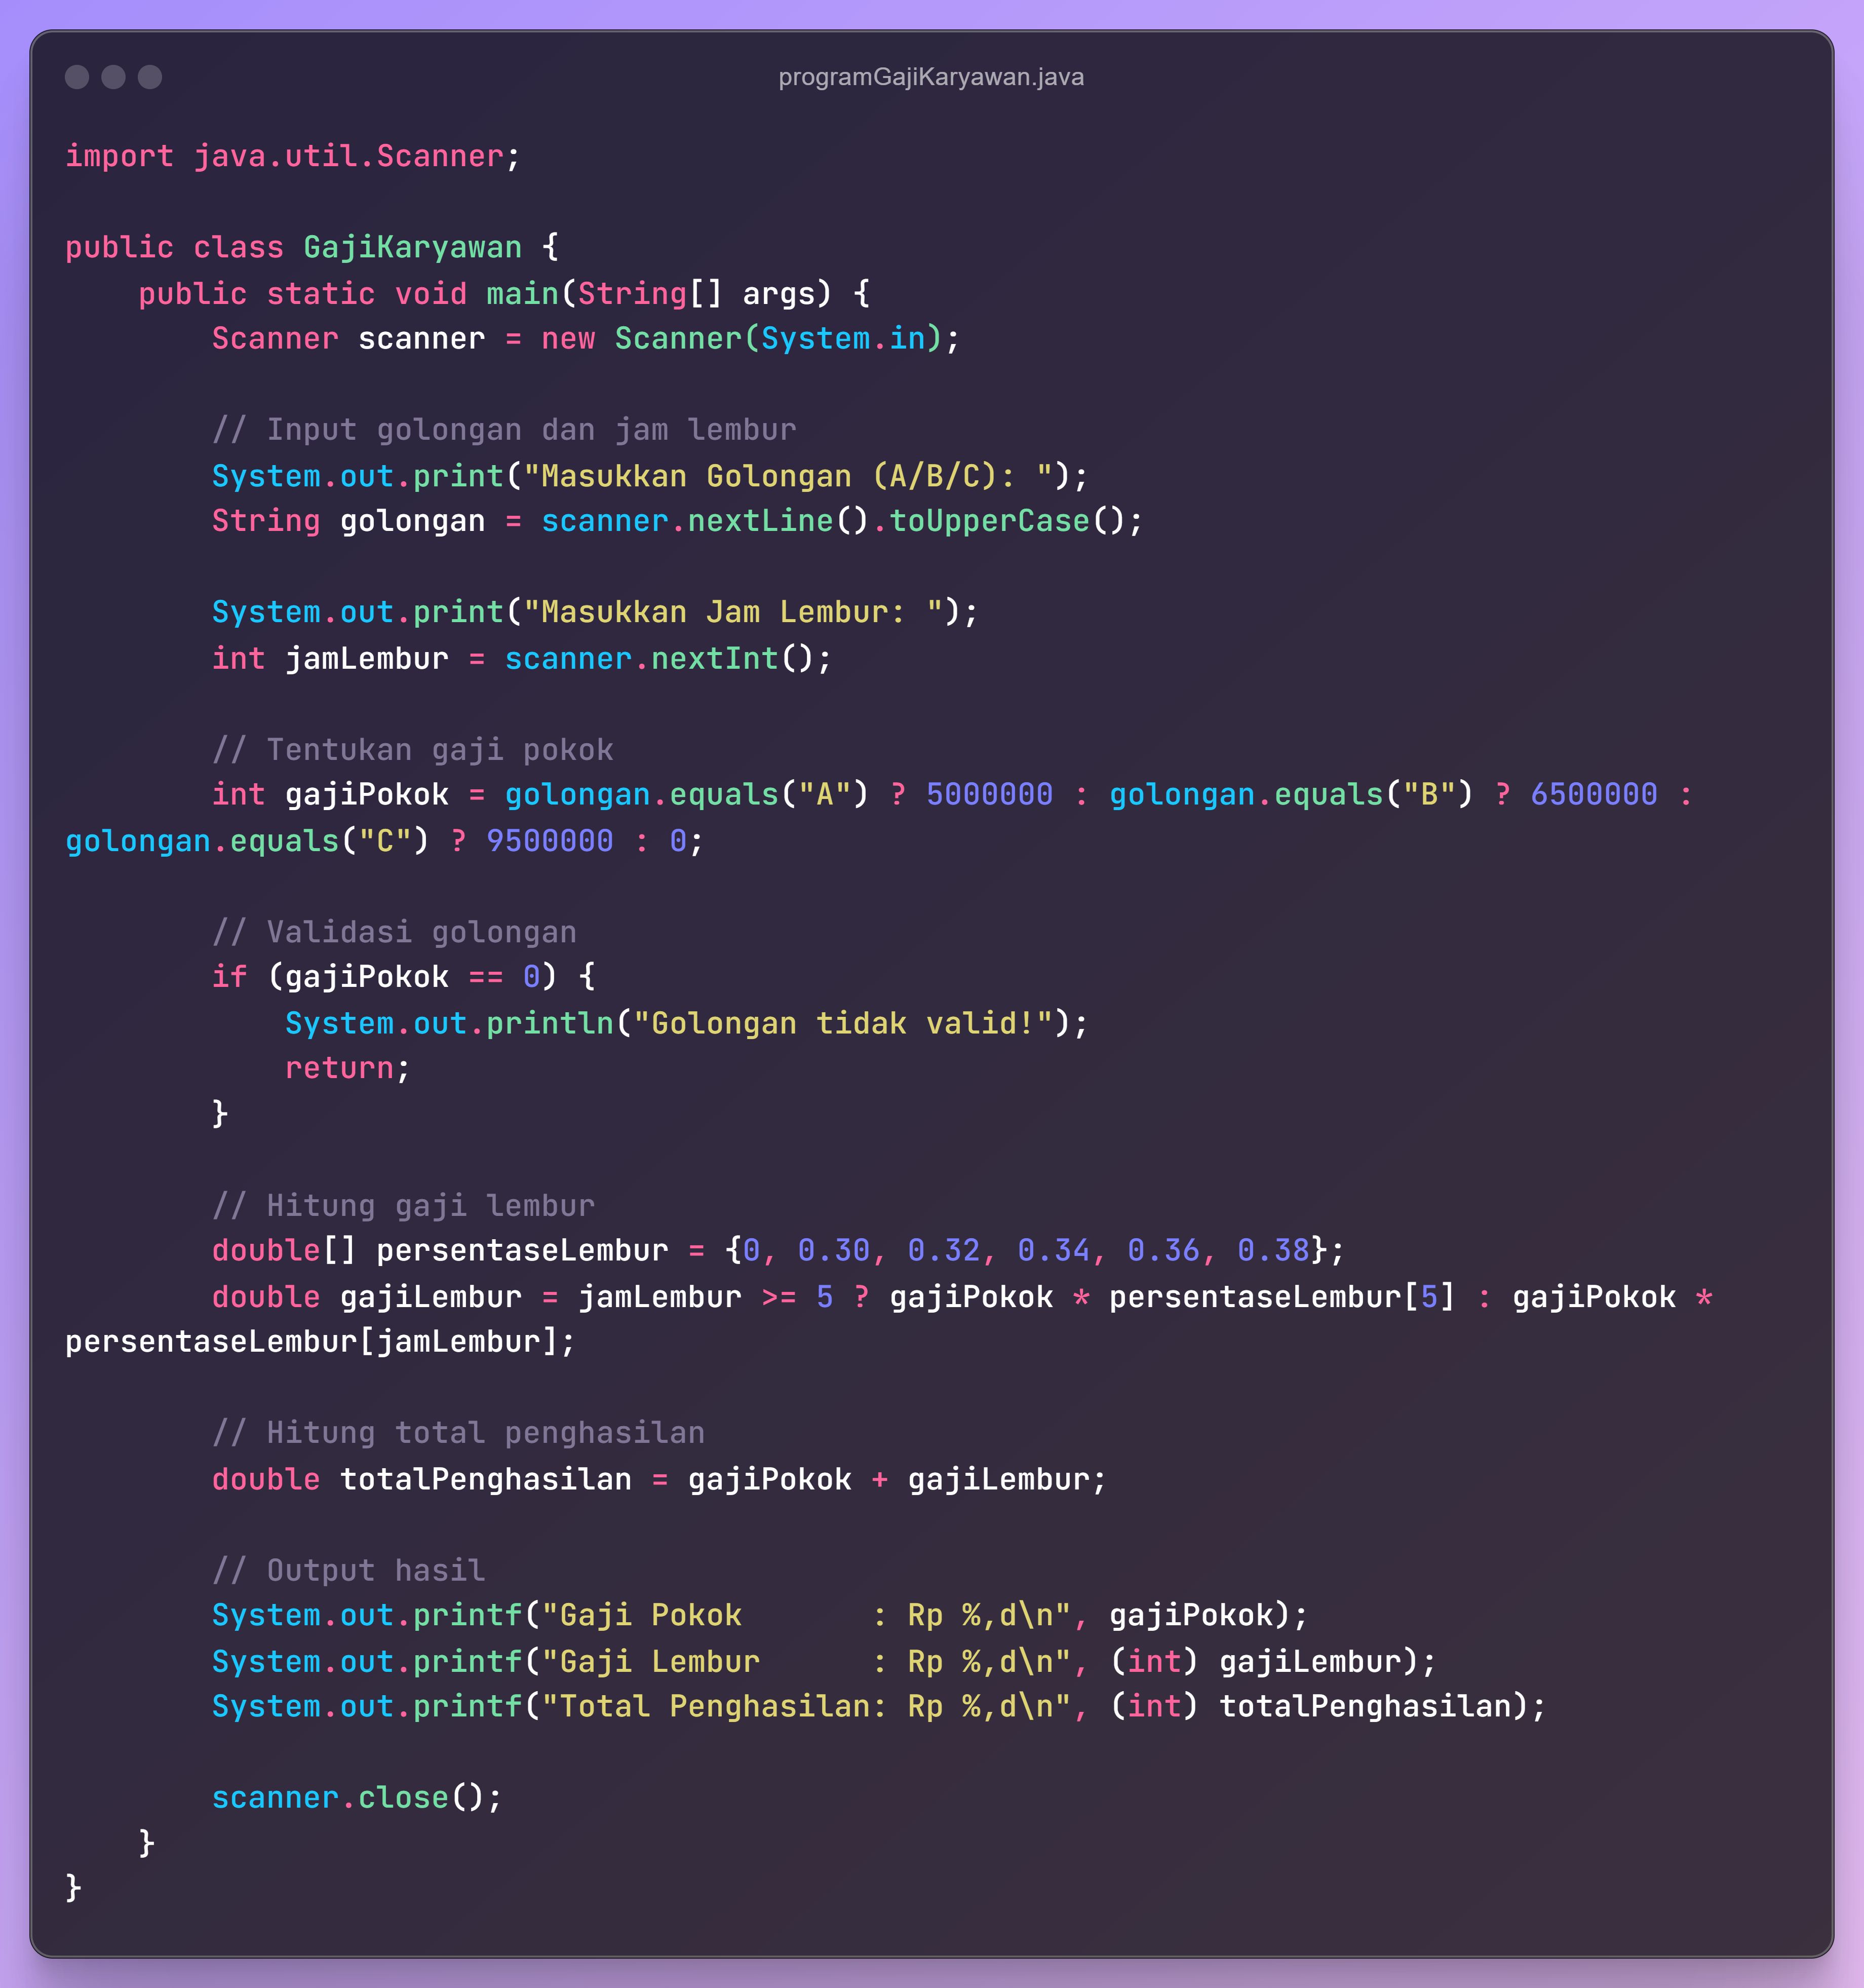 programGajiKaryawan.java
import java.util.Scanner;
public class GajiKaryawan {
    public static void main(String[] args) {
        Scanner scanner = new Scanner(System.in);
        // Input golongan dan jam lembur
        System.out.print("Masukkan Golongan (A/B/C): ");
        String golongan = scanner.nextLine().toUpperCase();
        System.out.print("Masukkan Jam Lembur: ");
        int jamLembur = scanner.nextInt();
        // Tentukan gaji pokok
        int gajiPokok = golongan.equals("A") ? 5000000 : golongan.equals("B") ? 6500000 :
golongan.equals("C") ? 9500000 : 0;
        // Validasi golongan
        if (gajiPokok == 0) {
            System.out.println("Golongan tidak valid!");
            return;
        }
        // Hitung gaji lembur
        double[] persentaseLembur = {0, 0.30, 0.32, 0.34, 0.36, 0.38};
        double gajiLembur = jamLembur >= 5 ? gajiPokok * persentaseLembur[5] : gajiPokok *
persentaseLembur[jamLembur];
        // Hitung total penghasilan
        double totalPenghasilan = gajiPokok + gajiLembur;
        // Output hasil
        System.out.printf("Gaji Pokok       : Rp %,d\n", gajiPokok);
        System.out.printf("Gaji Lembur      : Rp %,d\n", (int) gajiLembur);
        System.out.printf("Total Penghasilan: Rp %,d\n", (int) totalPenghasilan);
        scanner.close();
    }
}